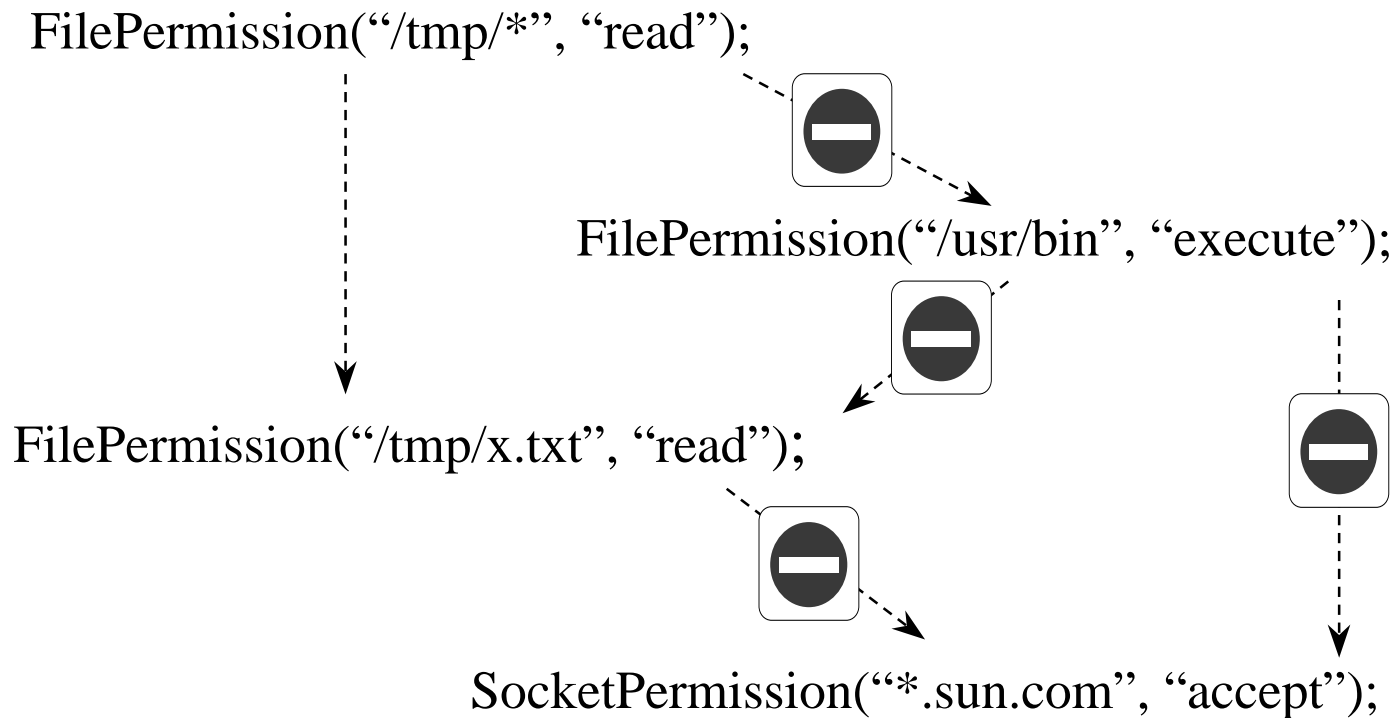 FilePermission(“/tmp/*”, “read”);
FilePermission(“/usr/bin”, “execute”);
FilePermission(“/tmp/x.txt”, “read”);
SocketPermission(“*.sun.com”, “accept”);